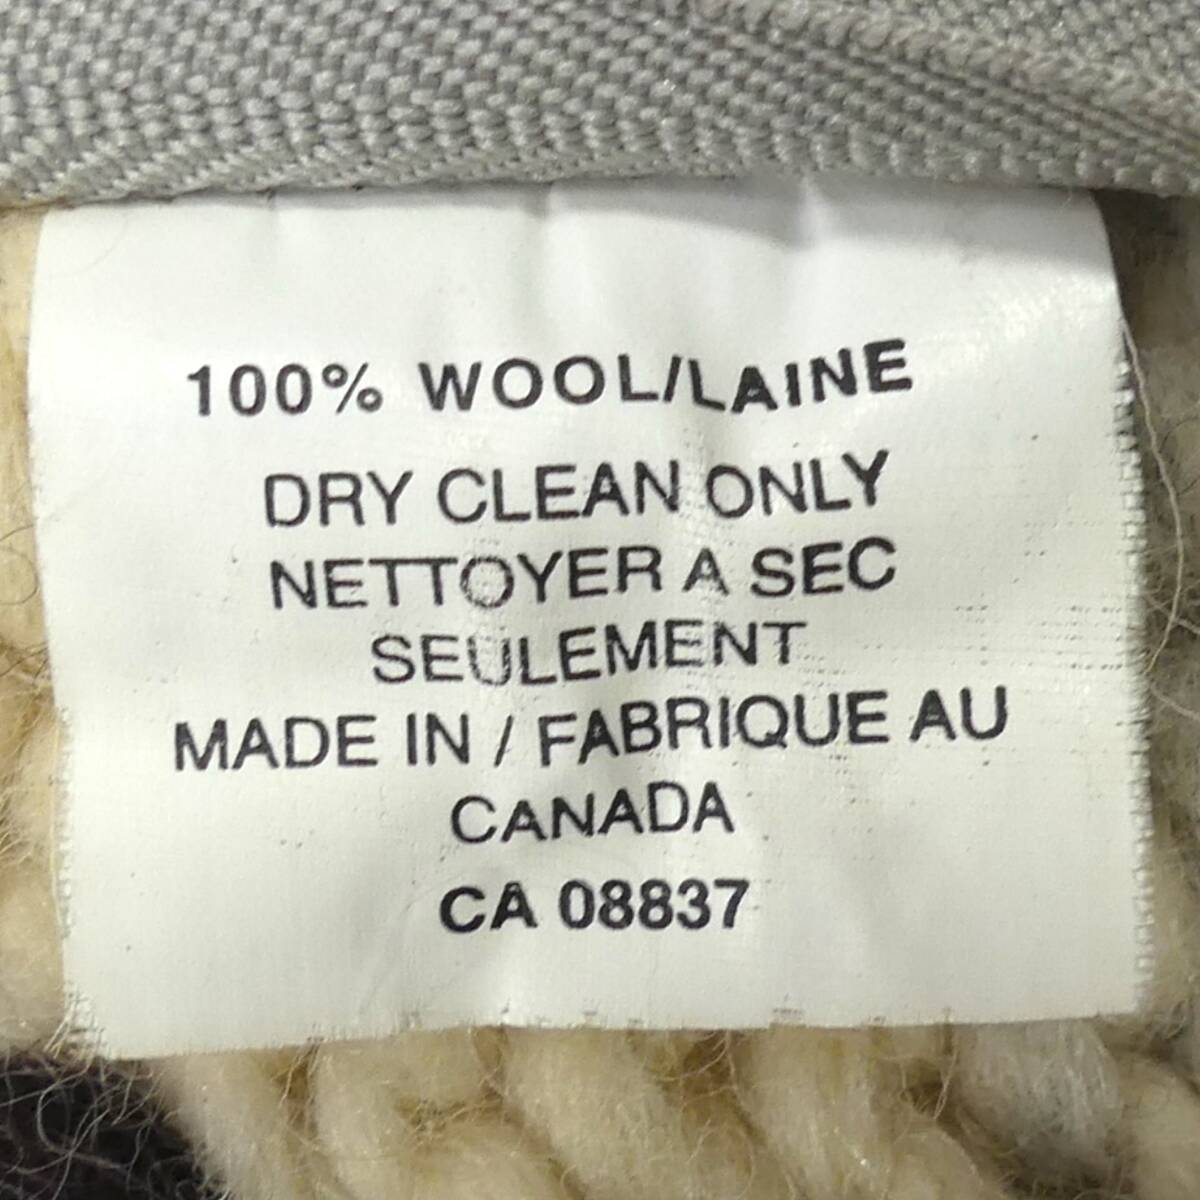 100% WOOL/LAINE
DRY CLEAN ONLY
NETTOYER A SEC
SEULEMENT
MADE IN / FABRIQUE AU
CANADA
CA 08837